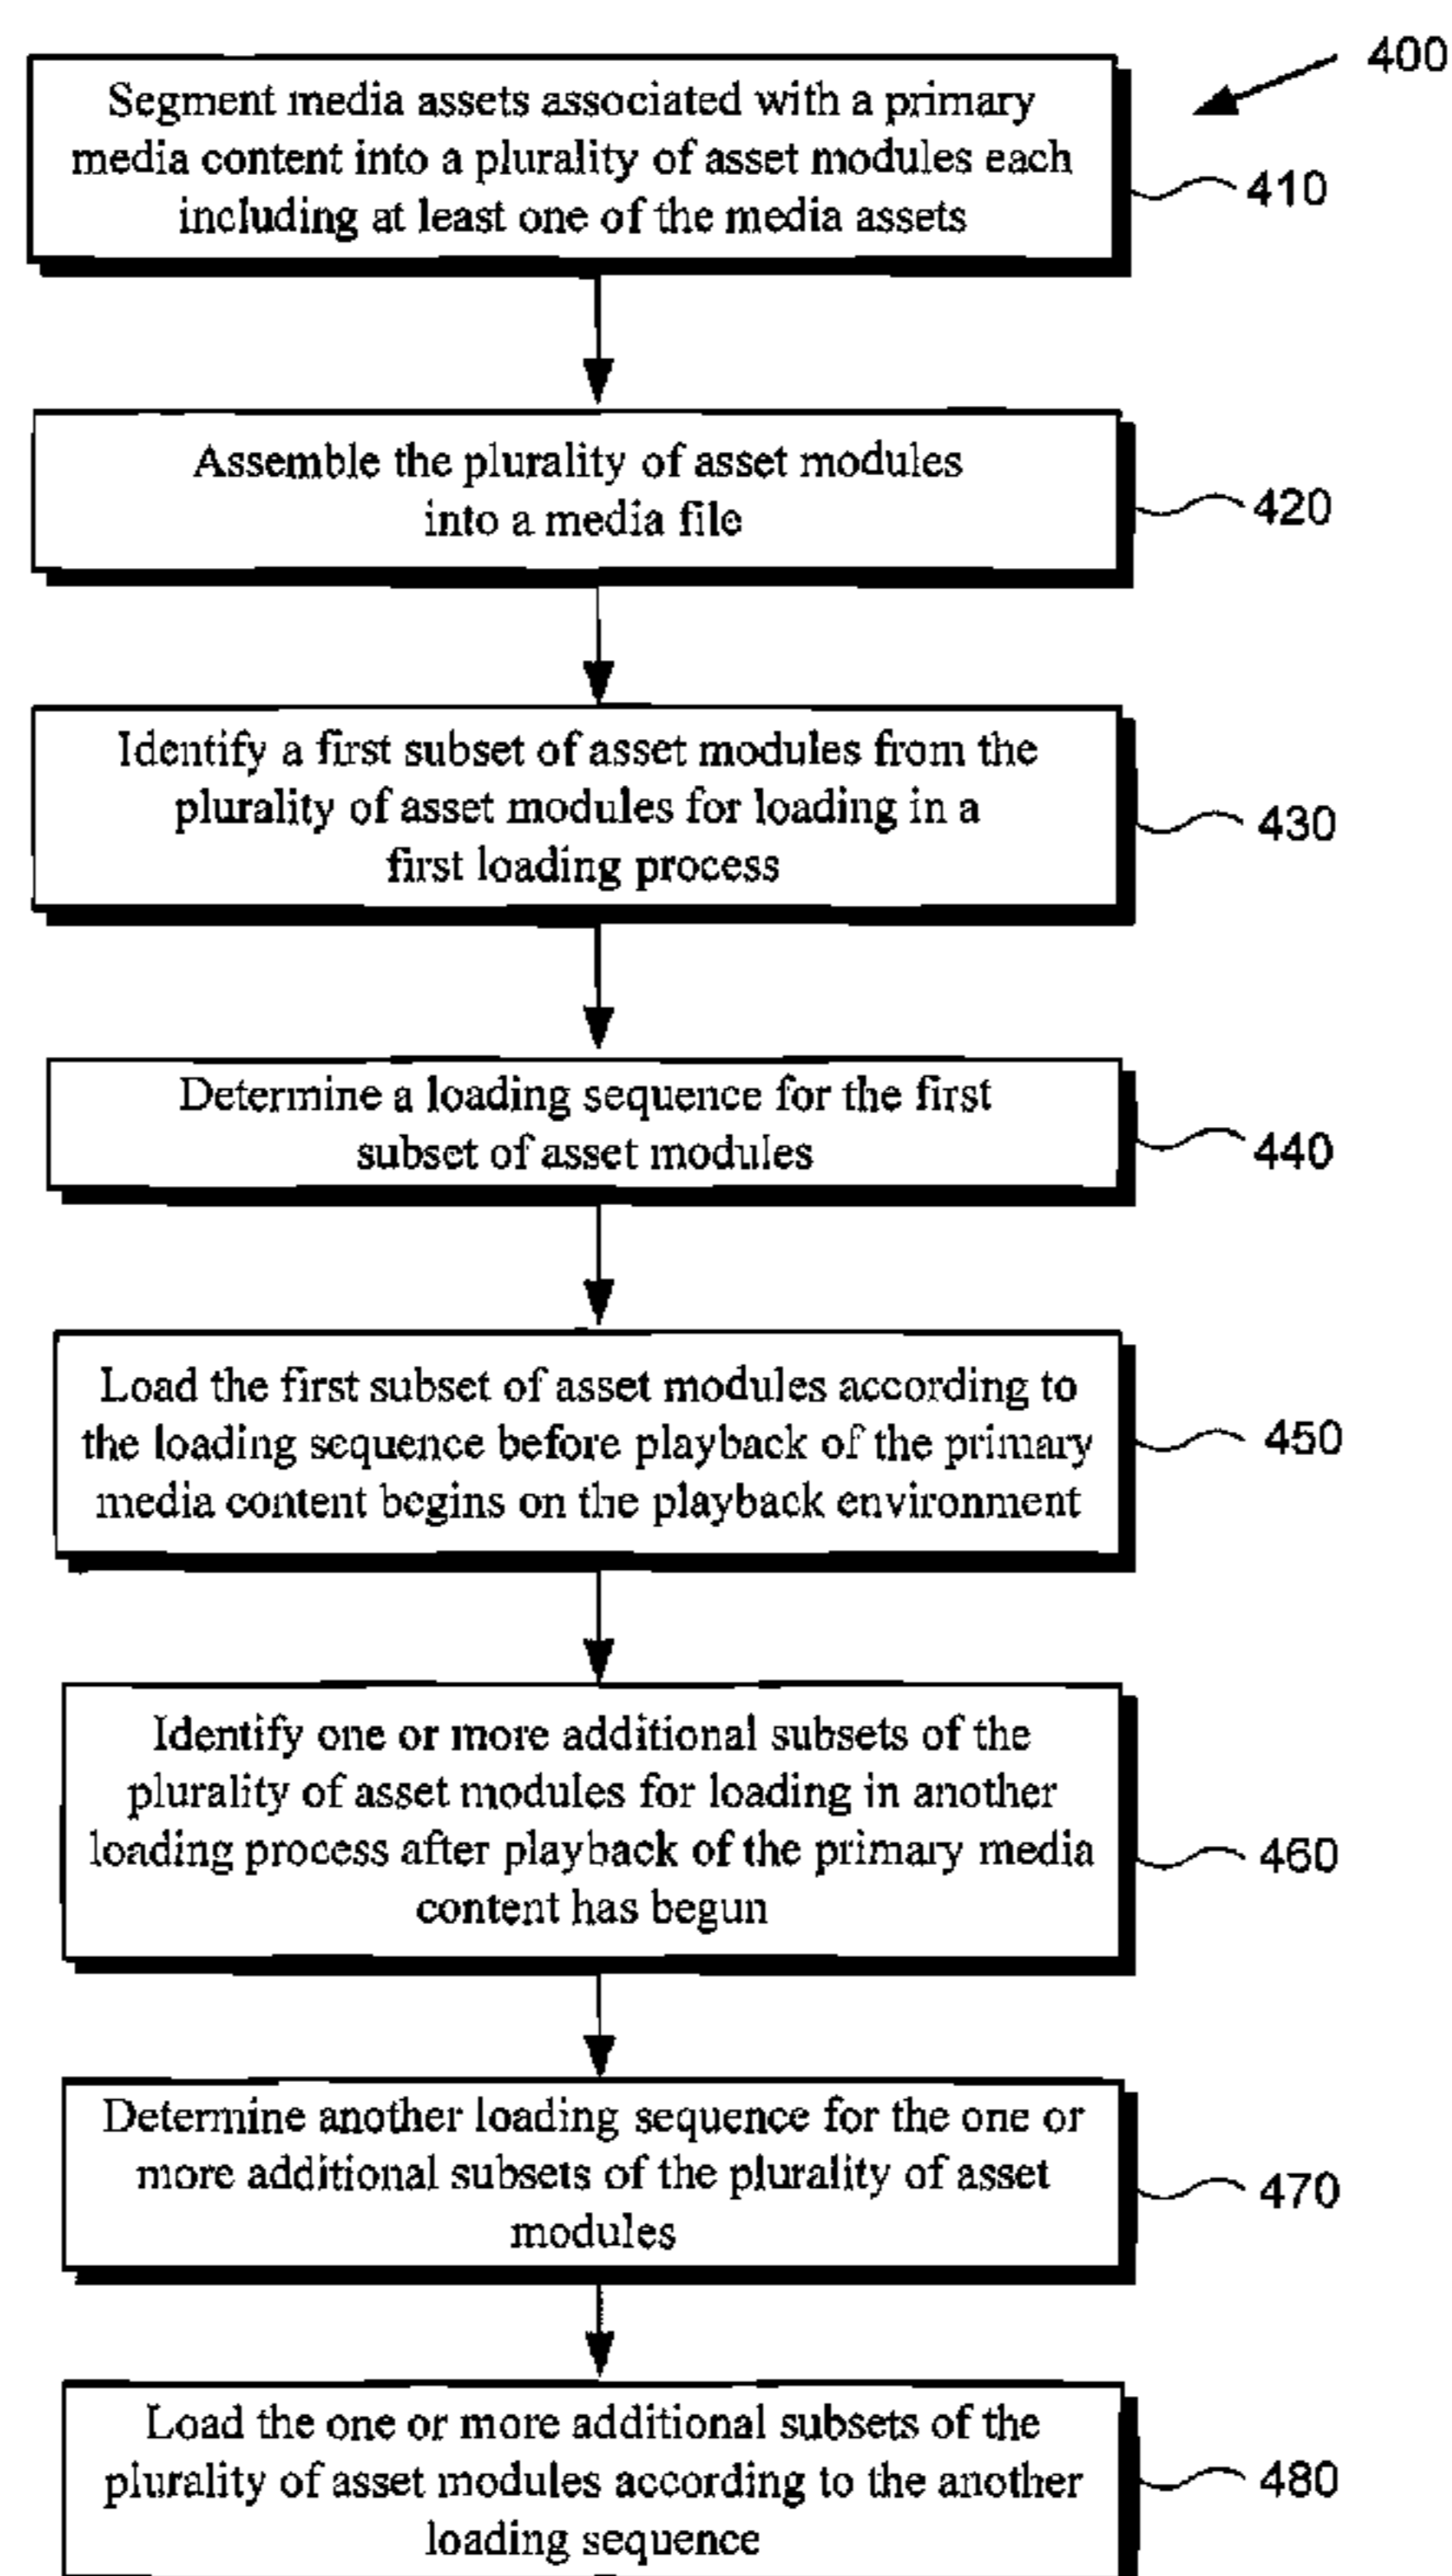 400
Segment media assets associated with a primary
media content into a plurality of asset modules each
including at least one of the media assets
410
Assemble the plurality of asset modules
into a media file
420
Identify a first subset of asset modules from the
plurality of asset modules for loading in a
first loading process
430
Determine a loading sequence for the first
subset of asset modules
440
Load the first subset of asset modules according to
the loading sequence before playback of the primary
media content begins on the playback environment
450
Identify one or more additional subsets of the
plurality of asset modules for loading in another
loading process after playback of the primary media
content has begun
460
Determine another loading sequence for the one or
more additional subsets of the plurality of asset
modules
470
Load the one or more additional subsets of the
plurality of asset modules according to the another
loading sequence
480